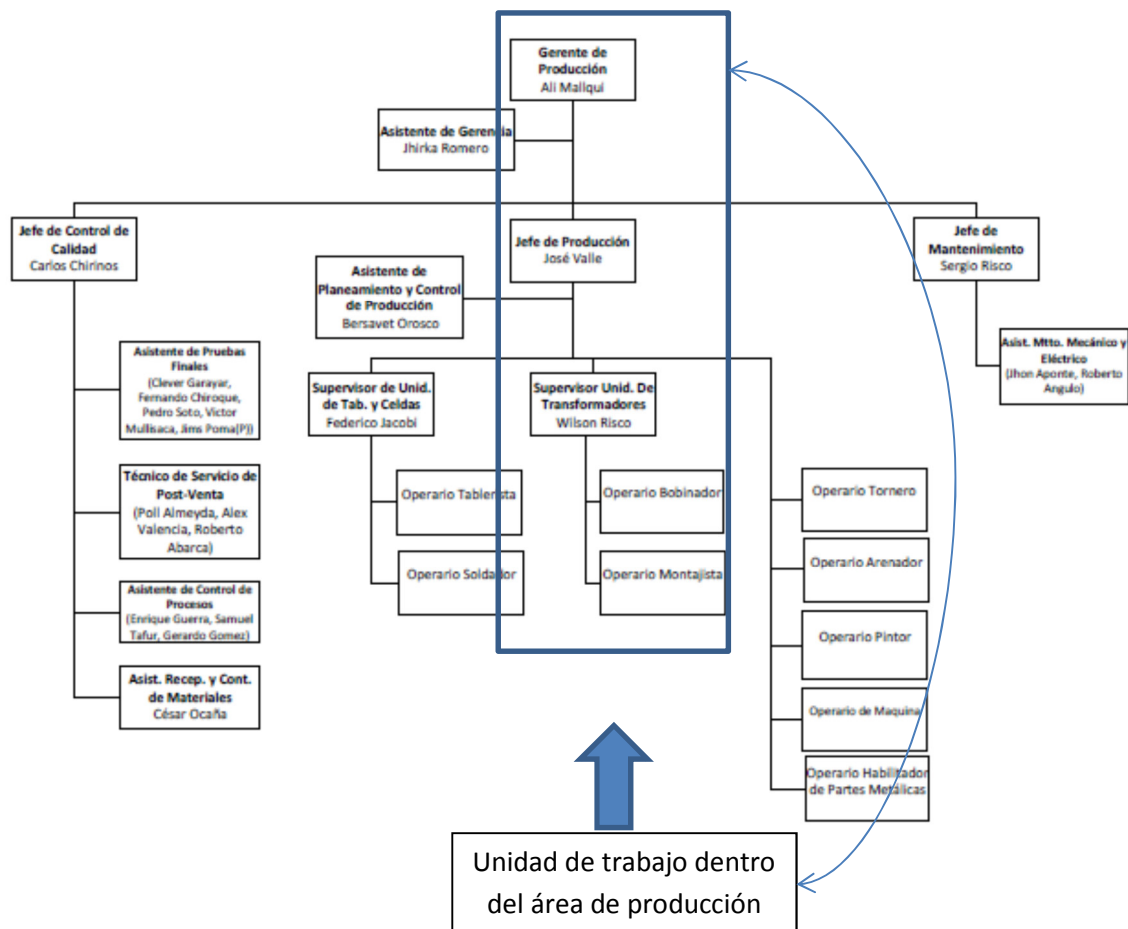 Gerente de
Producción
Ali Mallqui
Asistente de Gerencia
Jhirka Romero
Jefe de Control de
Calidad
Carlos Chirinos
Jefe de Producción
José Valle
Jefe de
Mantenimiento
Sergio Risco
Asistente de
Planeamiento y Control
de Producción
Bersavet Orosco
Asistente de Pruebas
Finales
(Clever Garayar,
Fernando Chiroque,
Pedro Soto, Victor
Mullisaca, Jims Poma(P))
Técnico de Servicio de
Post-Venta
(Poll Almeyda, Alex
Valencia, Roberto
Abarca)
Asistente de Control de
Procesos
(Enrique Guerra, Samuel
Tafur, Gerardo Gomez)
Asist. Recep. y Cont.
de Materiales
César Ocaña
Supervisor de Unid.
de Tab. y Celdas
Federico Jacobi
Operario Tablerista
Operario Soldador
Supervisor Unid. De
Transformadores
Wilson Risco
Operario Bobinador
Operario Montajista
Operario Tornero
Operario Arenador
Operario Pintor
Operario de Maquina
Operario Habilitador
de Partes Metálicas
Asist. Mtto. Mecánico y
Eléctrico
(Jhon Aponte, Roberto
Angulo)
Unidad de trabajo dentro
del área de producción